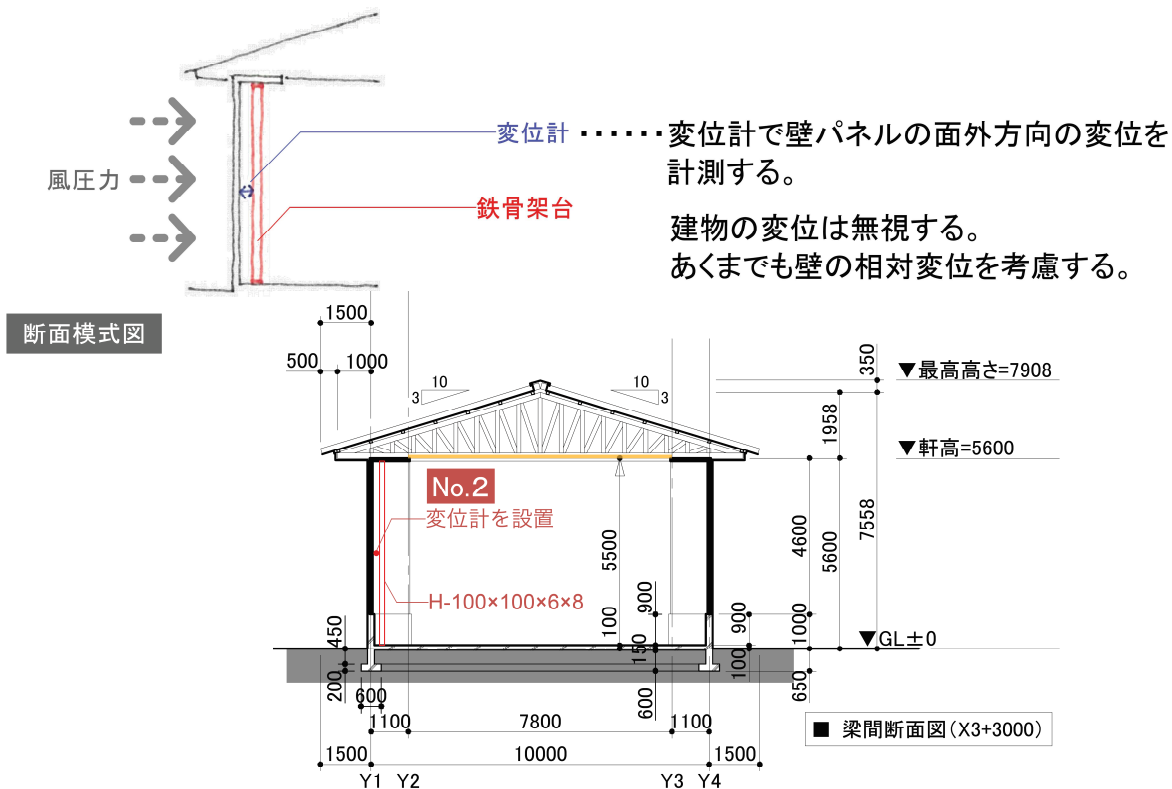 変位計 ・・・・・・変位計で壁パネルの面外方向の変位を
計測する。
風圧力
鉄骨架台
建物の変位は無視する。
あくまでも壁の相対変位を考慮する。
断面模式図
1500
500
1000
10
3
10
3
350
▼最高高さ=7908
1958
▼軒高=5600
No.2
変位計を設置
H-100×100×6×8
5500
100
900
150
600
900
100
4600
1000
5600
7558
650
▼GL±0
450
200
600
1100
7800
1100
1500
10000
1500
Y1
Y2
Y3
Y4
■ 梁間断面図(X3+3000)